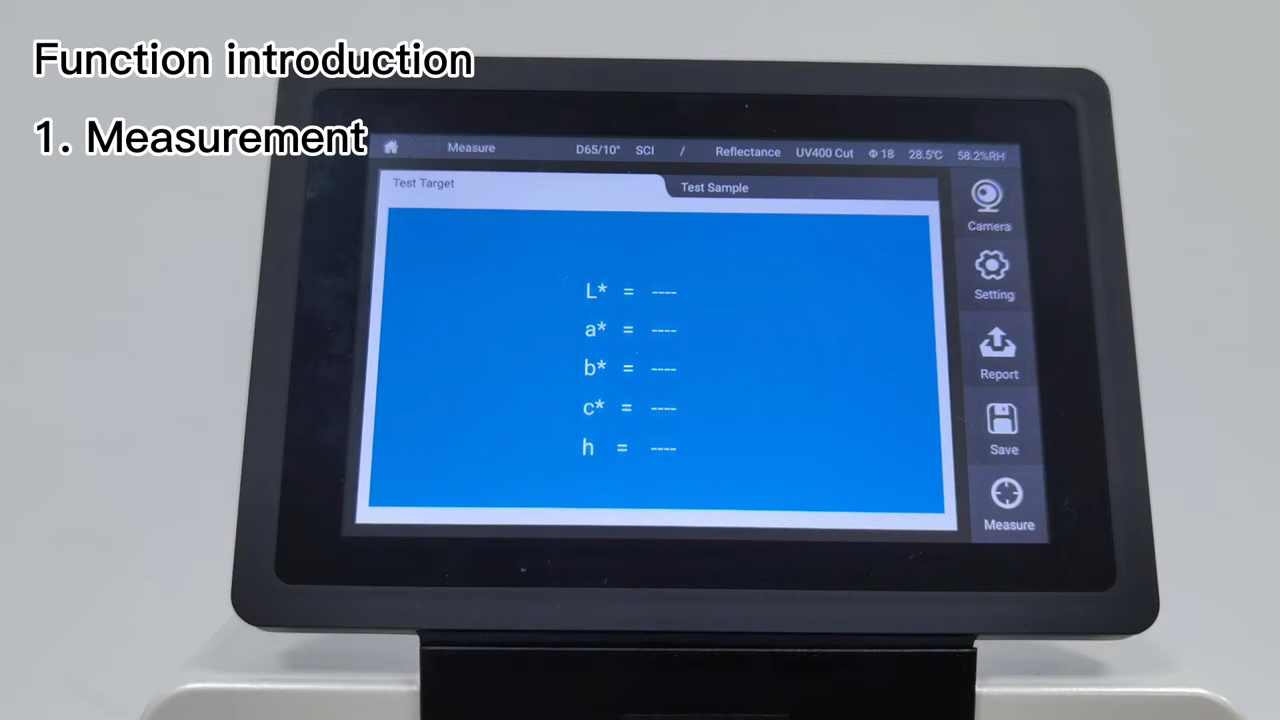 Function introduction
1. Measurement
Measure D65/10° SCI / Reflectance UV400 Cut Φ 18 28.5℃ 58.2%RH
Test Target
Test Sample
Camera
Setting
Report
Save
Measure
L* = ----
a* = ----
b* = ----
c* = ----
h = ----